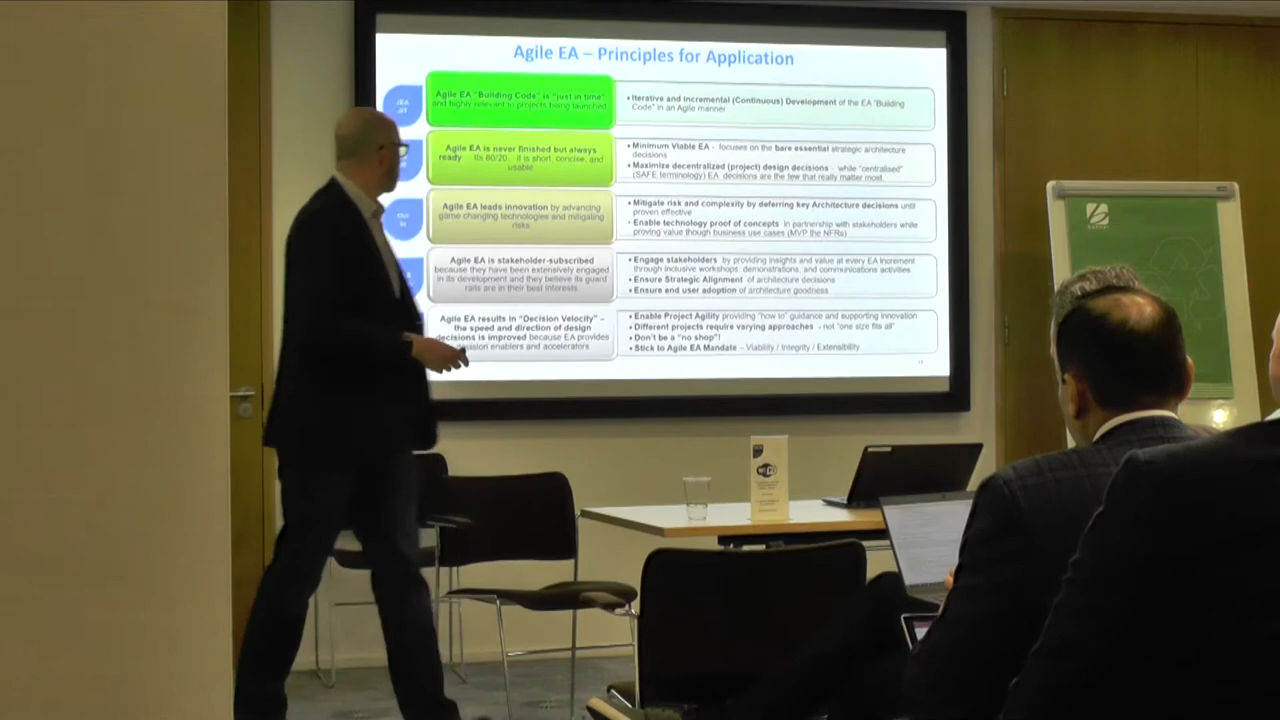 Agile EA – Principles for Application
Agile EA "Building Code" is "just in time"
and highly relevant to projects being launched
• Iterative and Incremental (Continuous) Development of the EA "Building
Code" in an Agile manner
Agile EA is never finished but always
ready Its 80/20. it is short, concise, and
usable
• Minimum Viable EA - focuses on the bare essential strategic architecture
decisions
• Maximize decentralized (project) design decisions - while "centralised"
(SAFE terminology) EA decisions are the few that really matter most.
Agile EA leads innovation by advancing
game changing technologies and mitigating
risks.
• Mitigate risk and complexity by deferring key Architecture decisions until
proven effective
• Enable technology proof of concepts in partnership with stakeholders while
proving value though business use cases (MVP the NFRs)
Agile EA is stakeholder-subscribed
because they have been extensively engaged
in its development and they believe its guard
rails are in their best interests.
• Engage stakeholders by providing insights and value at every EA increment
through inclusive workshops, demonstrations, and communications activities.
• Ensure Strategic Alignment of architecture decisions
• Ensure end user adoption of architecture goodness
Agile EA results in "Decision Velocity" –
the speed and direction of design
decisions is improved because EA provides
decision enablers and accelerators
• Enable Project Agility providing "how to" guidance and supporting innovation
• Different projects require varying approaches - not "one size fits all"
• Don't be a "no shop"!
• Stick to Agile EA Mandate – Viability / Integrity / Extensibility
Wi Fi